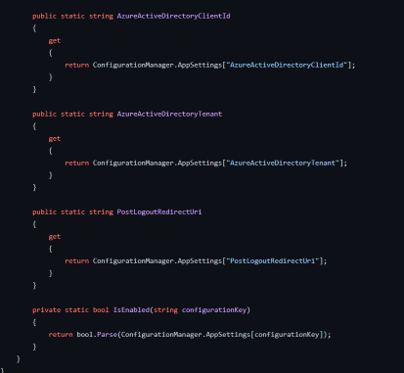 public static string AzureActiveDirectoryClientId
{
get
{
return ConfigurationManager.AppSettings["AzureActiveDirectoryClientId"];
}
}
public static string AzureActiveDirectoryTenant
{
get
{
return ConfigurationManager.AppSettings["AzureActiveDirectoryTenant"];
}
}
public static string PostLogoutRedirectUri
{
get
{
return ConfigurationManager.AppSettings["PostLogoutRedirectUri"];
}
}
private static bool IsEnabled(string configurationKey)
{
return bool.Parse(ConfigurationManager.AppSettings[configurationKey]);
}
}
}